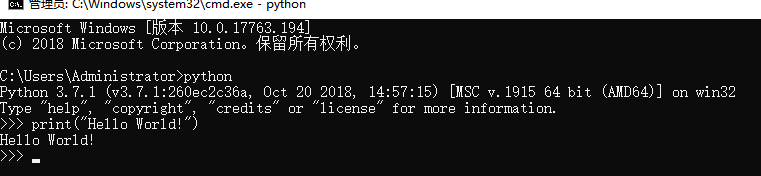 管理员: C:\Windows\system32\cmd.exe - python
Microsoft Windows [版本 10.0.17763.194]
(c) 2018 Microsoft Corporation。保留所有权利。
C:\Users\Administrator>python
Python 3.7.1 (v3.7.1:260ec2c36a, Oct 20 2018, 14:57:15) [MSC v.1915 64 bit (AMD64)] on win32
Type "help", "copyright", "credits" or "license" for more information.
>>> print("Hello World!")
Hello World!
>>>